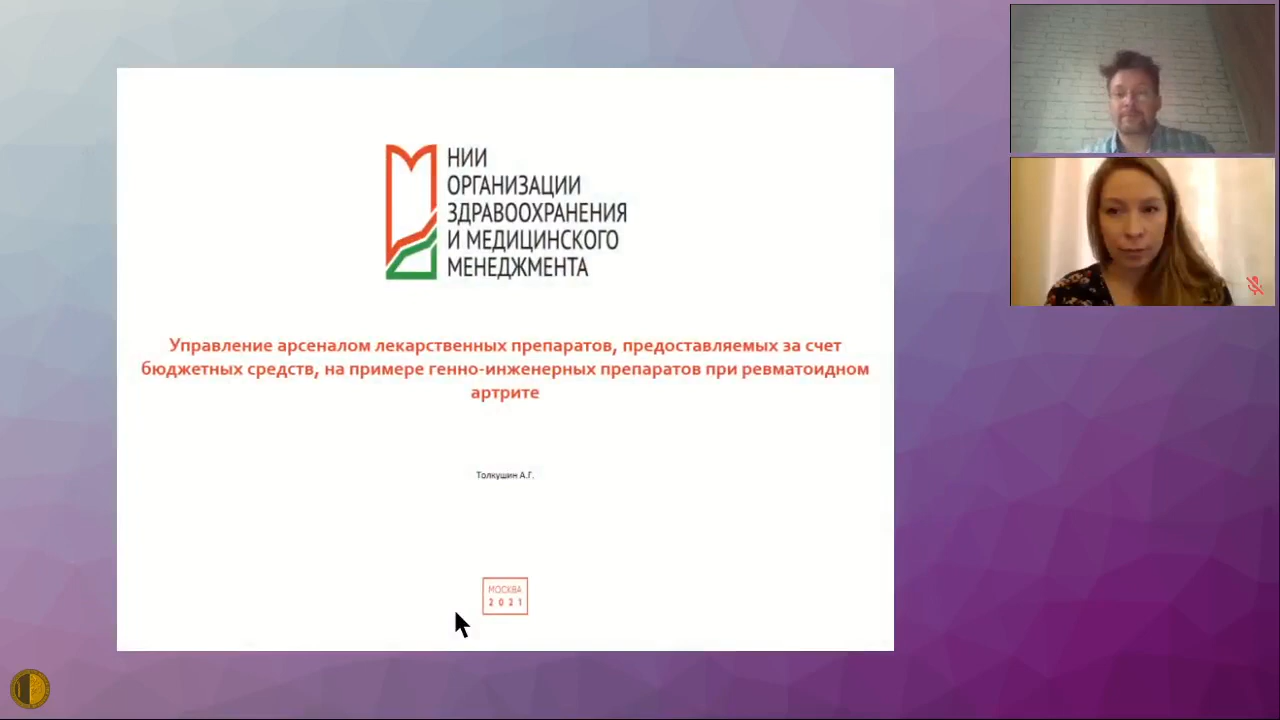 НИИ
ОРГАНИЗАЦИИ
ЗДРАВООХРАНЕНИЯ
И МЕДИЦИНСКОГО
МЕНЕДЖМЕНТА
Управление арсеналом лекарственных препаратов, предоставляемых за счет
бюджетных средств, на примере генно-инженерных препаратов при ревматоидном
артрите
Толкушин А.Г.
МОСКВА
2021